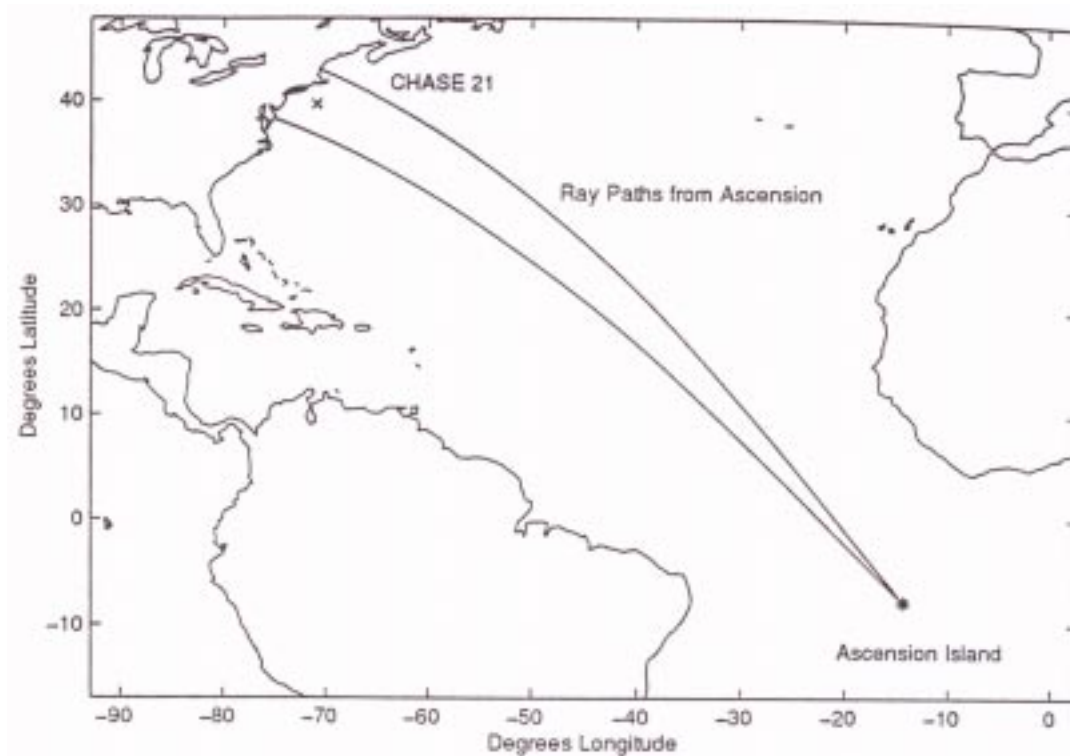 CHASE 21
40
Ray Paths from Ascension
30
Degrees Latitude
20
10
0
−10
Ascension Island
−90 −80 −70 −60 −50 −40 −30 −20 −10 0
Degrees Longitude